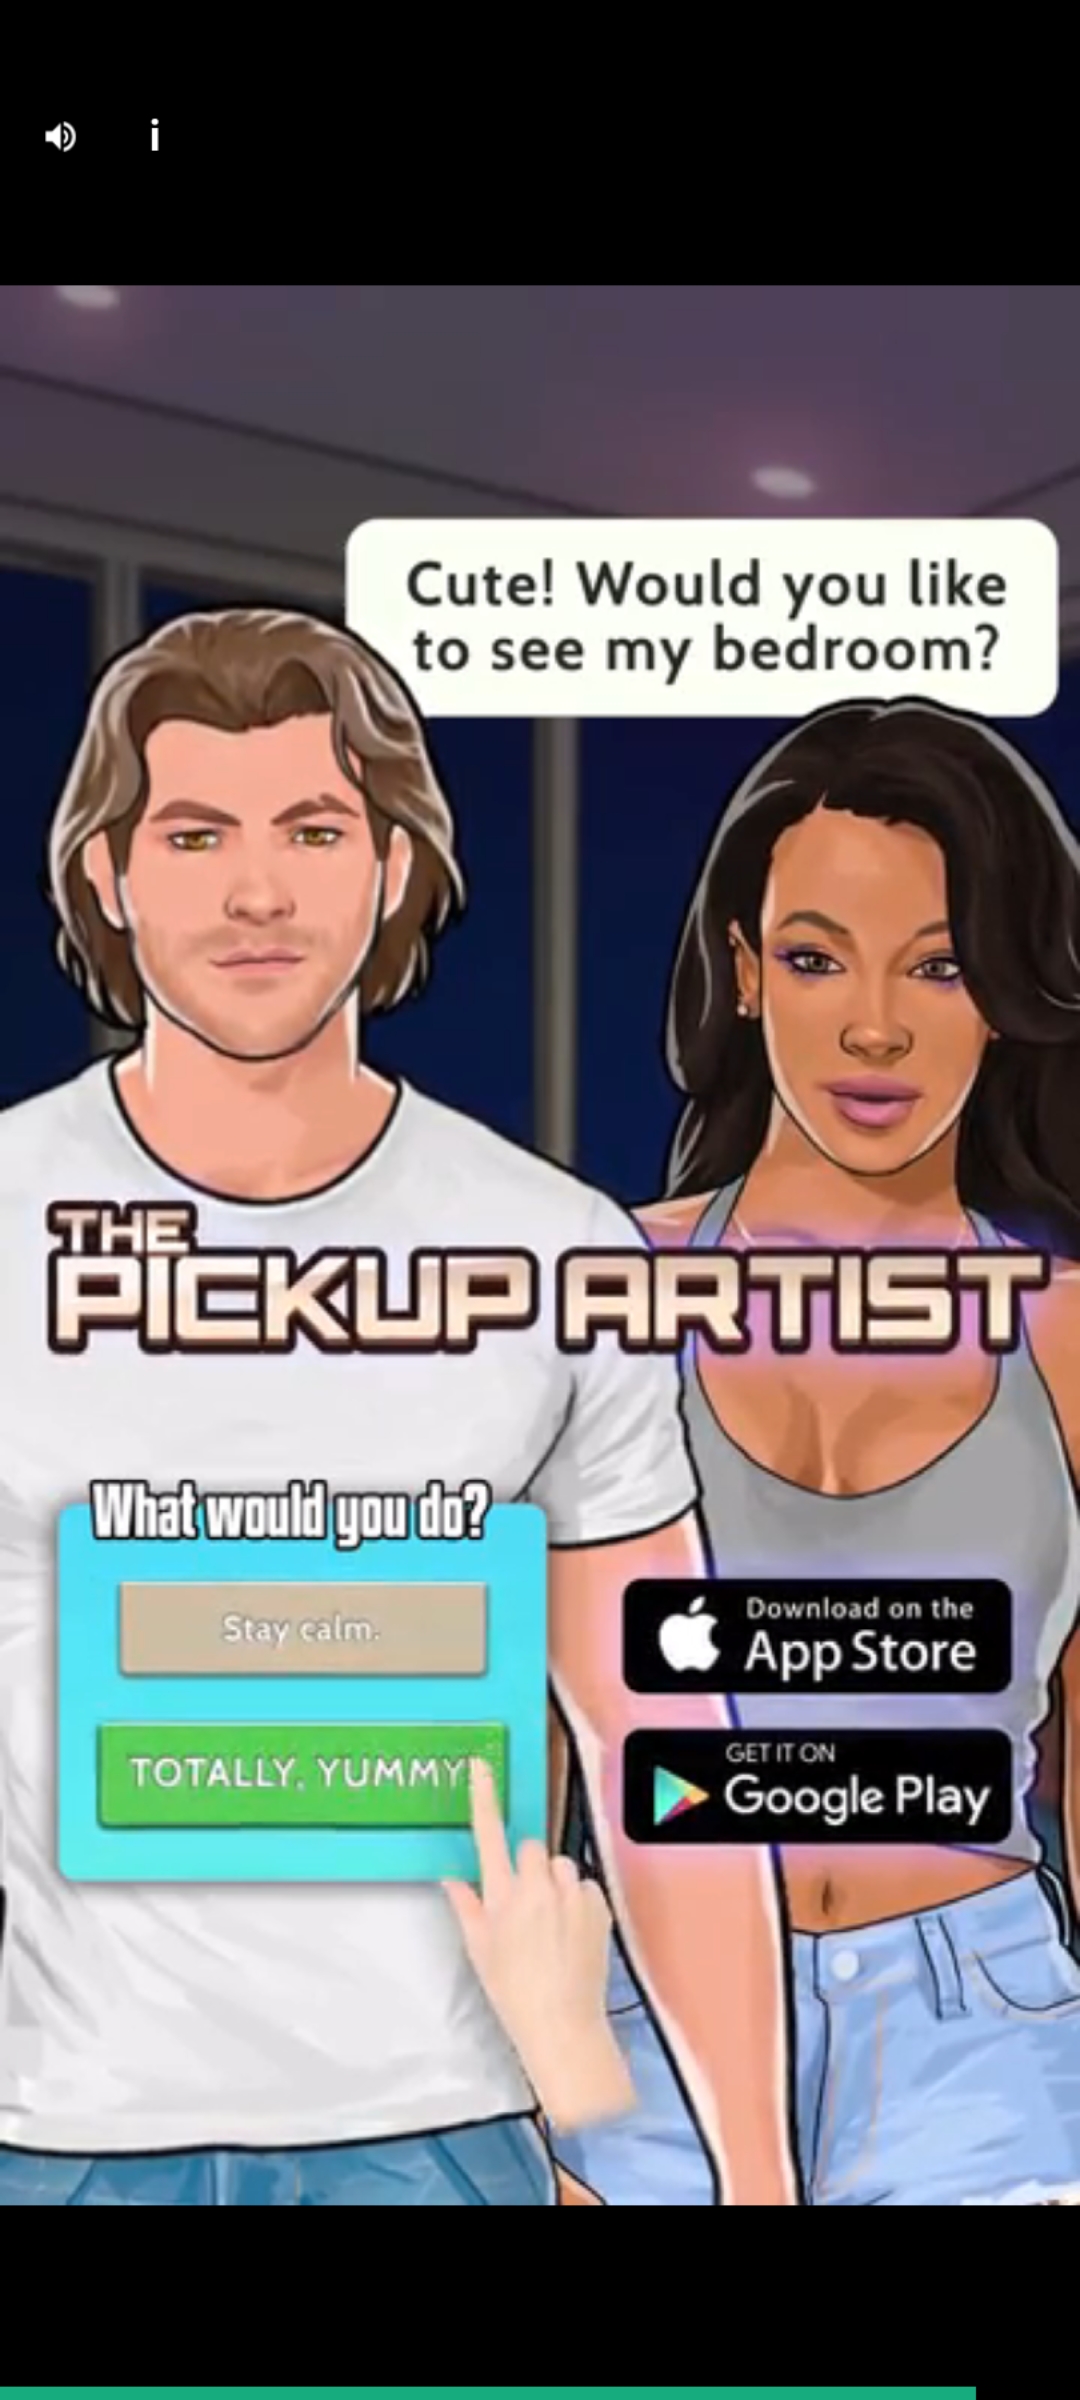 i
Cute! Would you like
to see my bedroom?
THE
PICKUP ARTIST
What would you do?
Stay calm.
TOTALLY, YUMMY!
Download on the
App Store
GET IT ON
Google Play